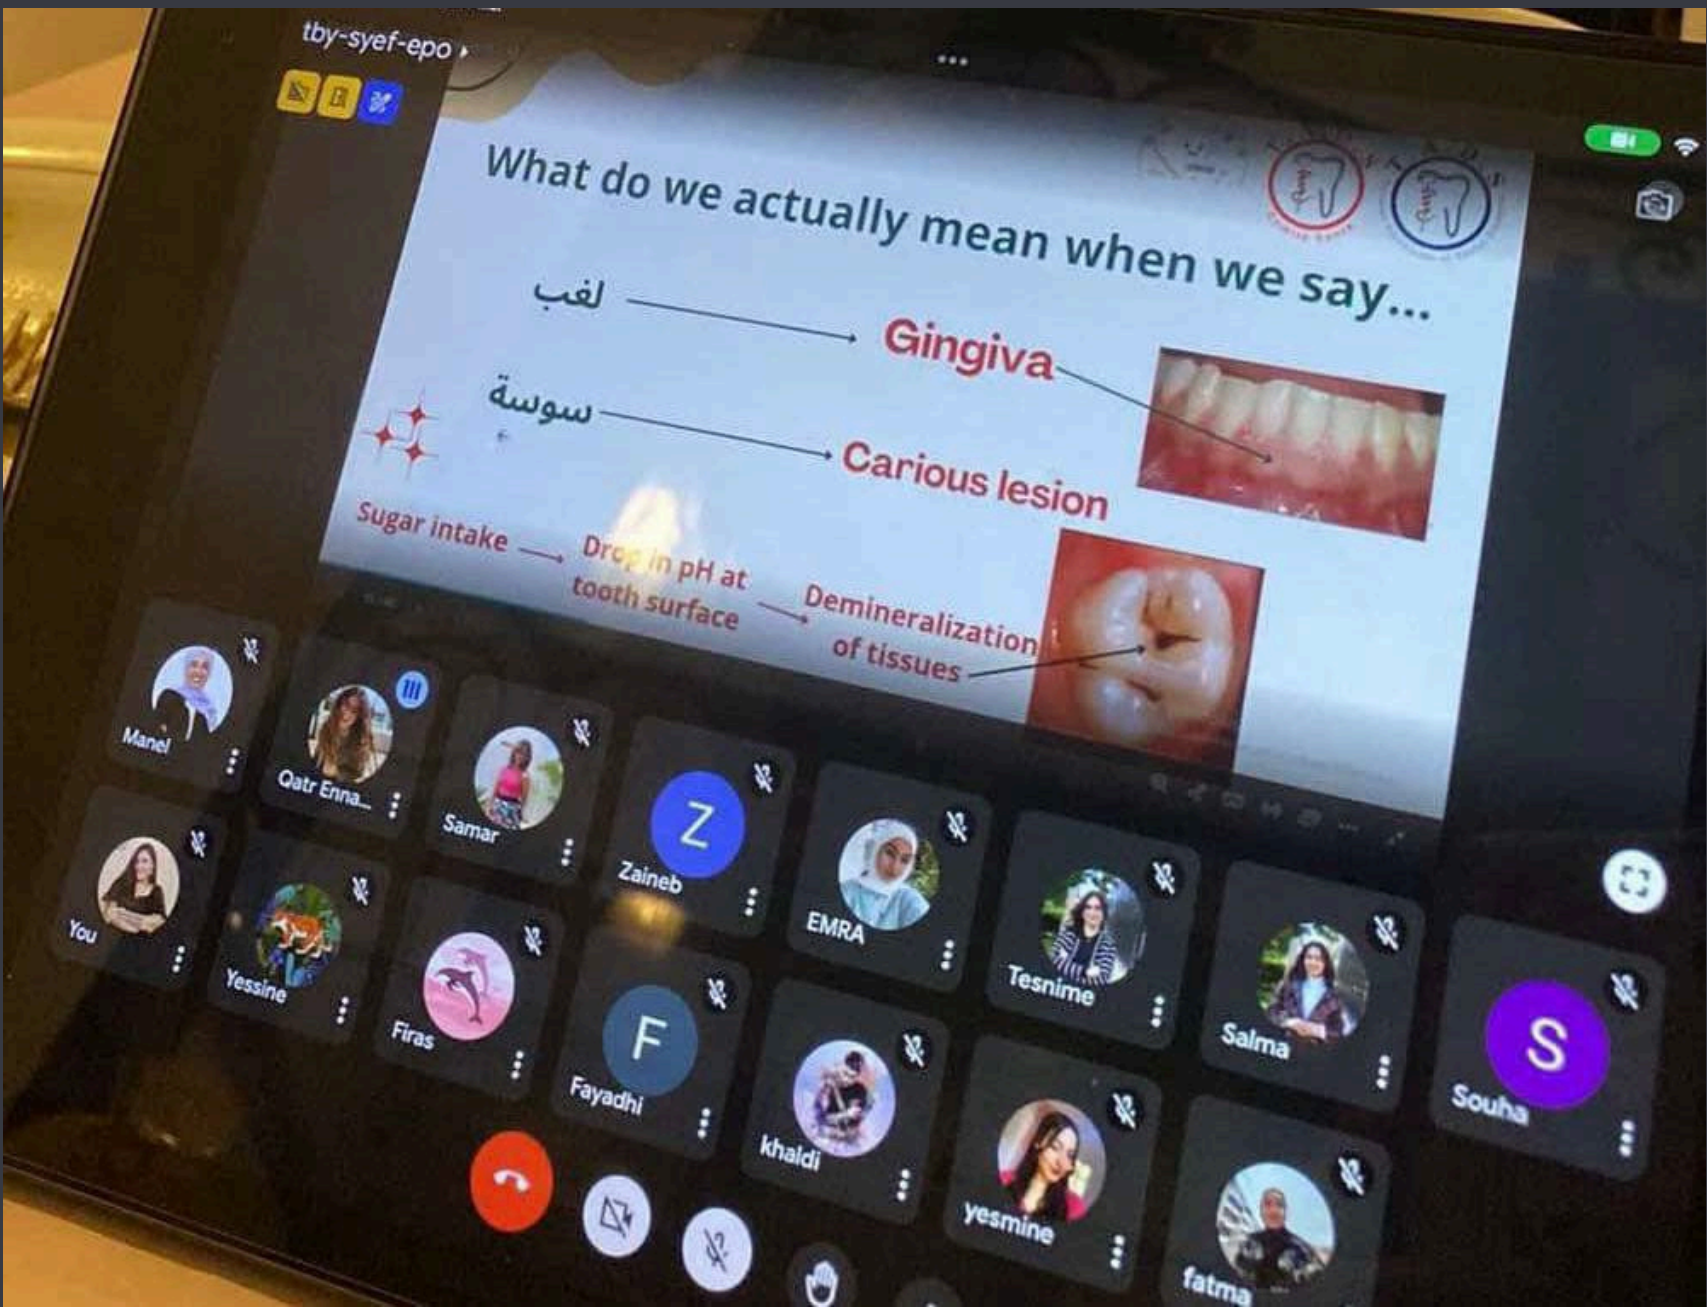 tby-syef-epo
What do we actually mean when we say...
لغب
Gingiva
سوسة
Carious lesion
Sugar intake
Drop in pH at
tooth surface
Demineralization
of tissues
Manel
Qatr Enna...
Samar
Zaineb
Z
EMRA
Tesnime
Salma
Souha
S
You
Yessine
Firas
Fayadhi
F
khaldi
yesmine
fatma